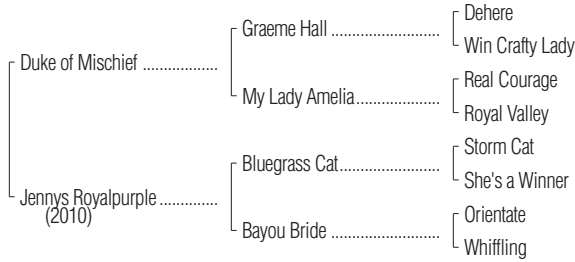 Dehere
Graeme Hall ......................
Win Crafty Lady
Duke of Mischief ..................
Real Courage
My Lady Amelia.................
Royal Valley
Storm Cat
Bluegrass Cat....................
She's a Winner
Jennys Royalpurple ..............
(2010)
Orientate
Bayou Bride ......................
Whiffling